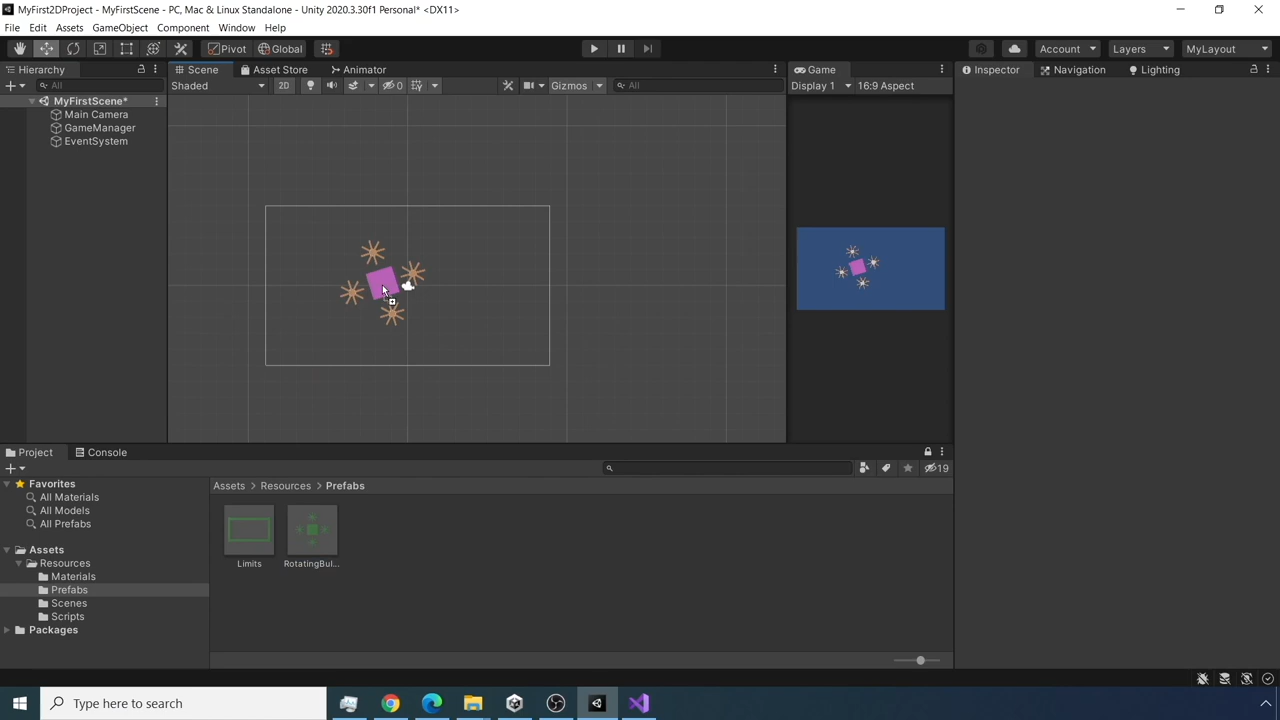 MyFirst2DProject - MyFirstScene - PC, Mac & Linux Standalone - Unity 2020.3.30f1 Personal* <DX11>
File Edit Assets GameObject Component Window Help
Pivot Global Account Layers MyLayout
Hierarchy Scene Asset Store Animator Game Inspector Navigation Lighting
All Shaded 2D 0 Gizmos All Display 1 16:9 Aspect
MyFirstScene*
Main Camera
GameManager
EventSystem
Project Console
19
Favorites Assets > Resources > Prefabs
All Materials
All Models
All Prefabs
Assets
Resources Limits RotatingBul...
Materials
Prefabs
Scenes
Scripts
Packages
Type here to search